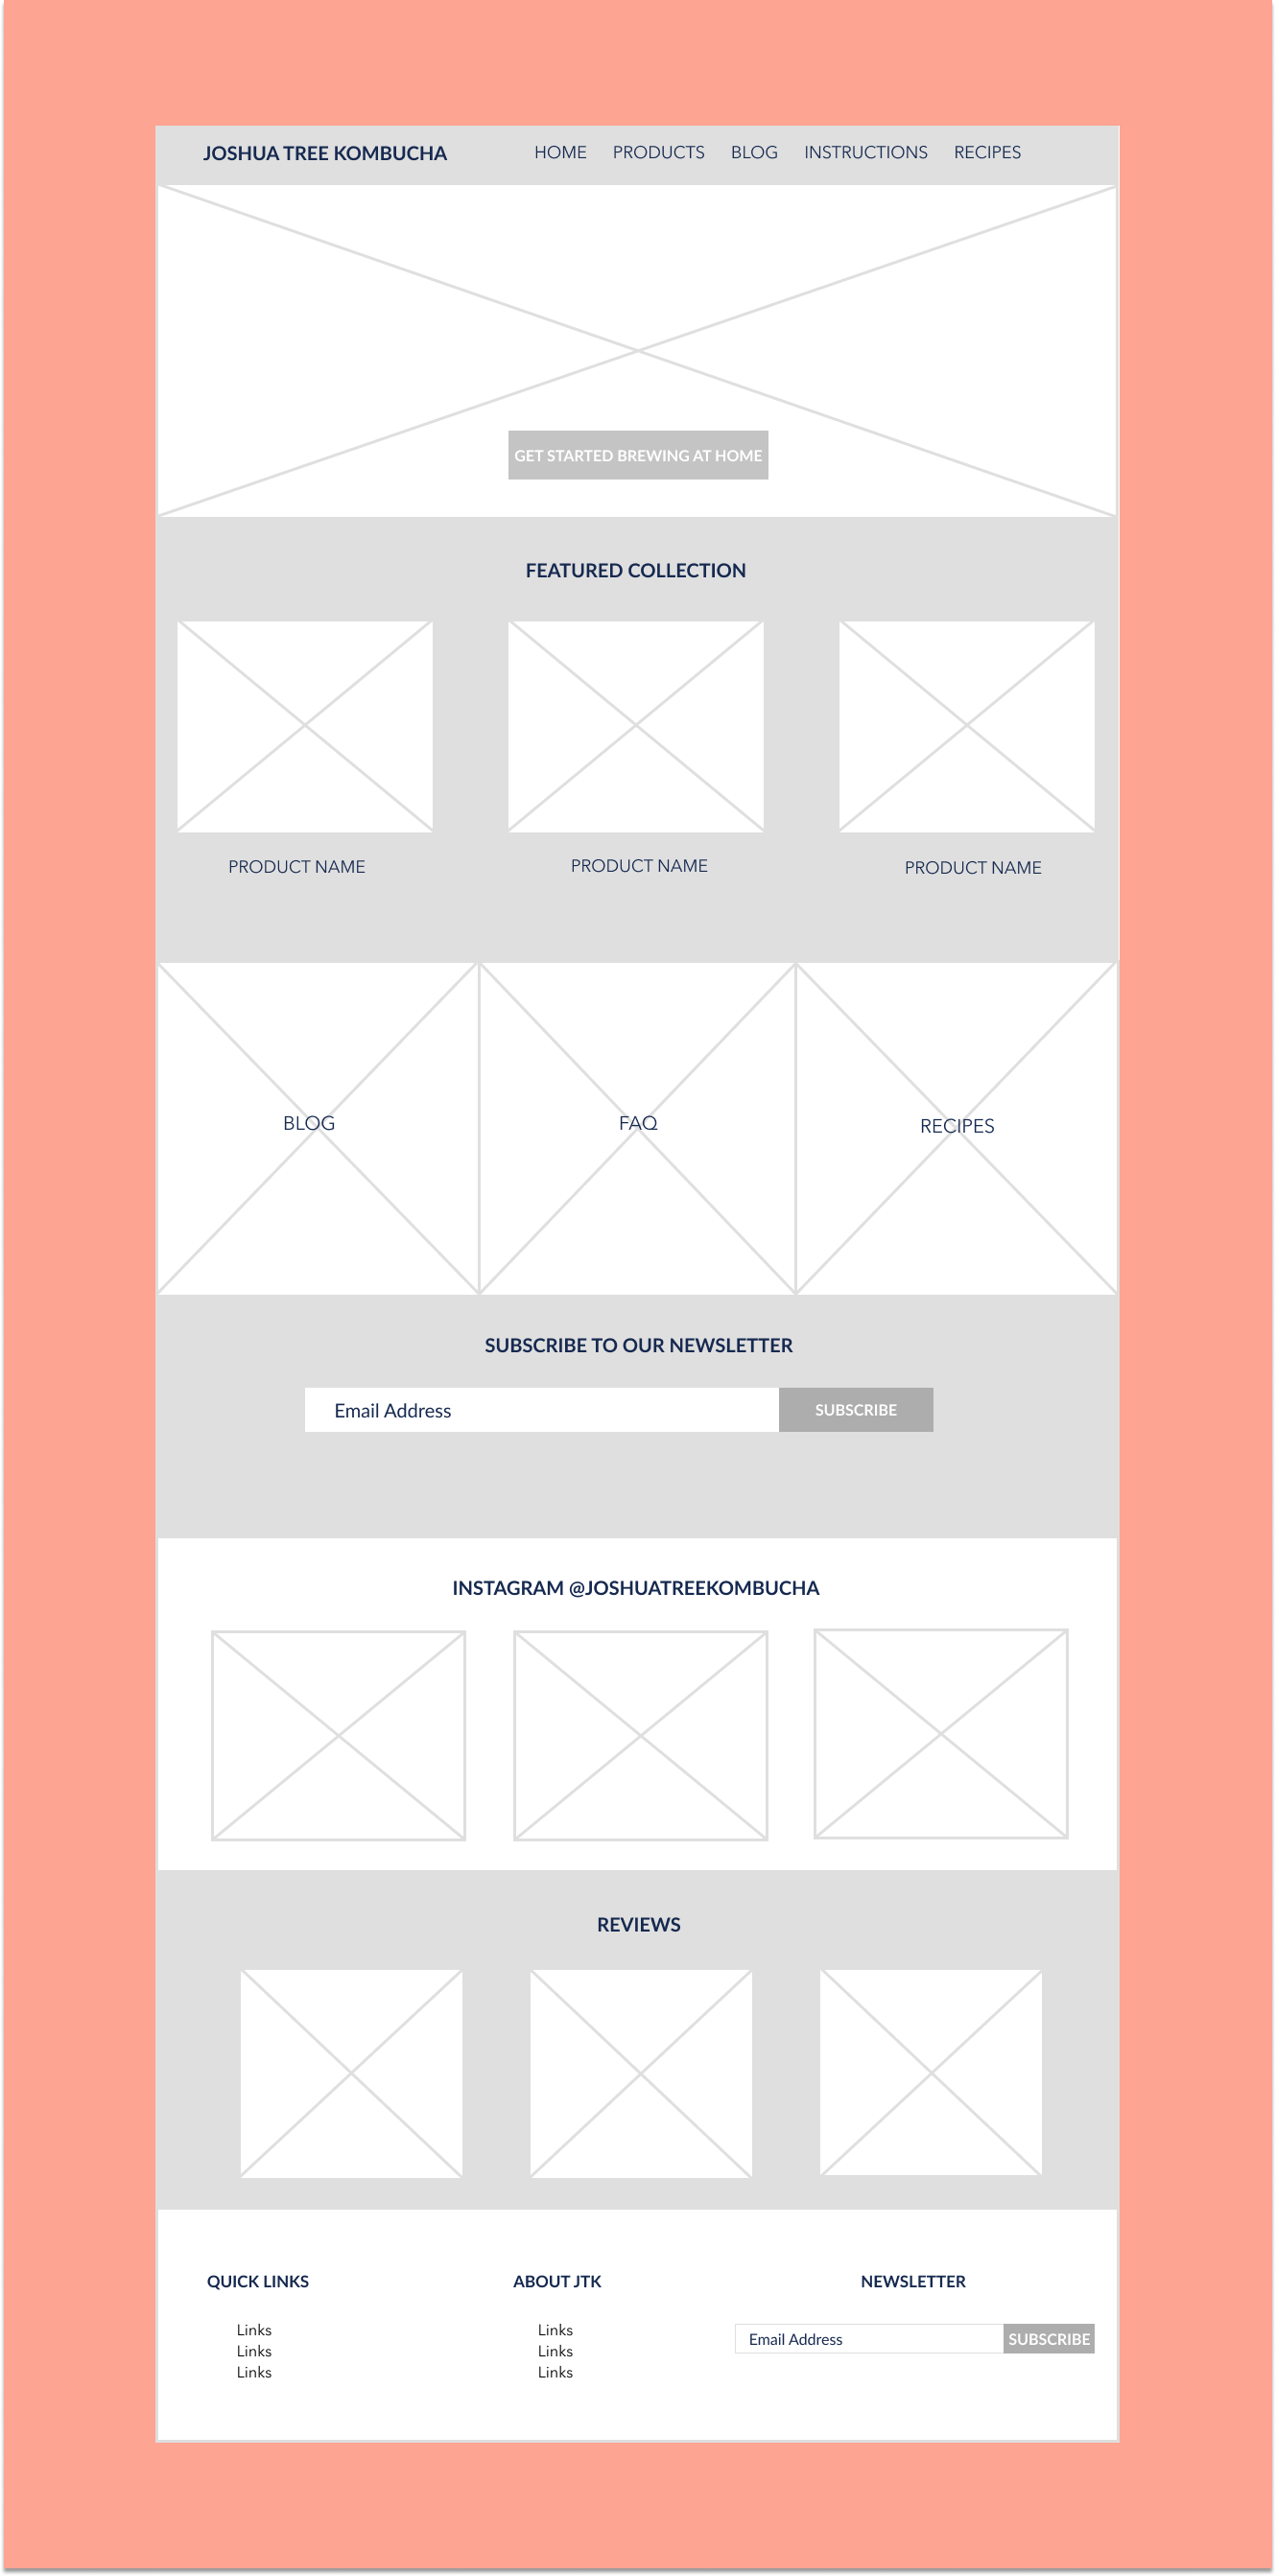 JOSHUA TREE KOMBUCHA
HOME PRODUCTS BLOG INSTRUCTIONS RECIPES
GET STARTED BREWING AT HOME
FEATURED COLLECTION
PRODUCT NAME
PRODUCT NAME
PRODUCT NAME
BLOG
FAQ
RECIPES
SUBSCRIBE TO OUR NEWSLETTER
Email Address
SUBSCRIBE
INSTAGRAM @JOSHUATREEKOMBUCHA
REVIEWS
QUICK LINKS
Links
Links
Links
ABOUT JTK
Links
Links
Links
NEWSLETTER
Email Address
SUBSCRIBE